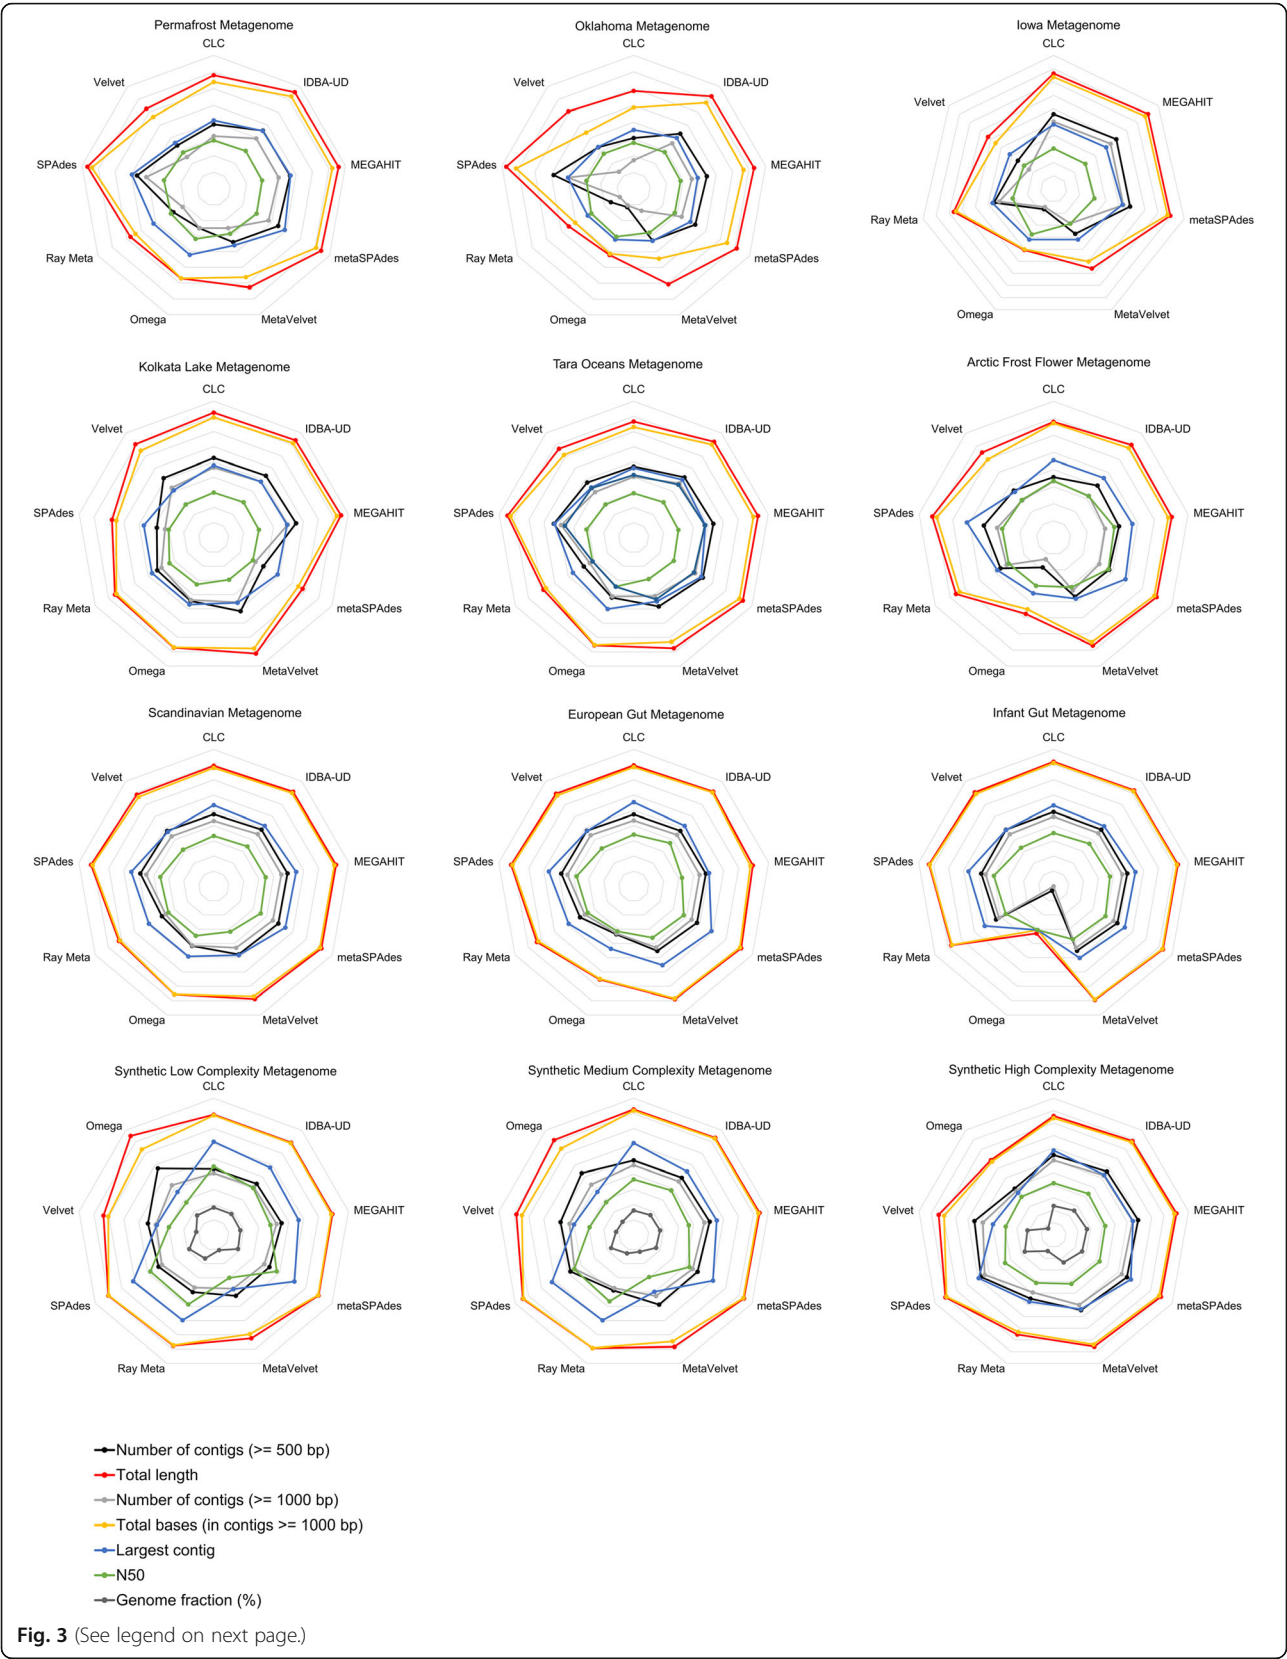 Permafrost Metagenome
CLC
IDBA-UD
MEGAHIT
metaSPAdes
MetaVelvet
Omega
Ray Meta
SPAdes
Velvet
Oklahoma Metagenome
CLC
IDBA-UD
MEGAHIT
metaSPAdes
MetaVelvet
Omega
Ray Meta
SPAdes
Velvet
Iowa Metagenome
CLC
MEGAHIT
metaSPAdes
MetaVelvet
Omega
Ray Meta
Velvet
Kolkata Lake Metagenome
CLC
IDBA-UD
MEGAHIT
metaSPAdes
MetaVelvet
Omega
Ray Meta
SPAdes
Velvet
Tara Oceans Metagenome
CLC
IDBA-UD
MEGAHIT
metaSPAdes
MetaVelvet
Omega
Ray Meta
SPAdes
Velvet
Arctic Frost Flower Metagenome
CLC
IDBA-UD
MEGAHIT
metaSPAdes
MetaVelvet
Omega
Ray Meta
SPAdes
Velvet
Scandinavian Metagenome
CLC
IDBA-UD
MEGAHIT
metaSPAdes
MetaVelvet
Omega
Ray Meta
SPAdes
Velvet
European Gut Metagenome
CLC
IDBA-UD
MEGAHIT
metaSPAdes
MetaVelvet
Omega
Ray Meta
SPAdes
Velvet
Infant Gut Metagenome
CLC
IDBA-UD
MEGAHIT
metaSPAdes
MetaVelvet
Omega
Ray Meta
SPAdes
Velvet
Synthetic Low Complexity Metagenome
CLC
IDBA-UD
MEGAHIT
metaSPAdes
MetaVelvet
Ray Meta
SPAdes
Velvet
Omega
Synthetic Medium Complexity Metagenome
CLC
IDBA-UD
MEGAHIT
metaSPAdes
MetaVelvet
Ray Meta
SPAdes
Velvet
Omega
Synthetic High Complexity Metagenome
CLC
IDBA-UD
MEGAHIT
metaSPAdes
MetaVelvet
Ray Meta
SPAdes
Velvet
Omega
Number of contigs (>= 500 bp)
Total length
Number of contigs (>= 1000 bp)
Total bases (in contigs >= 1000 bp)
Largest contig
N50
Genome fraction (%)
Fig. 3 (See legend on next page.)